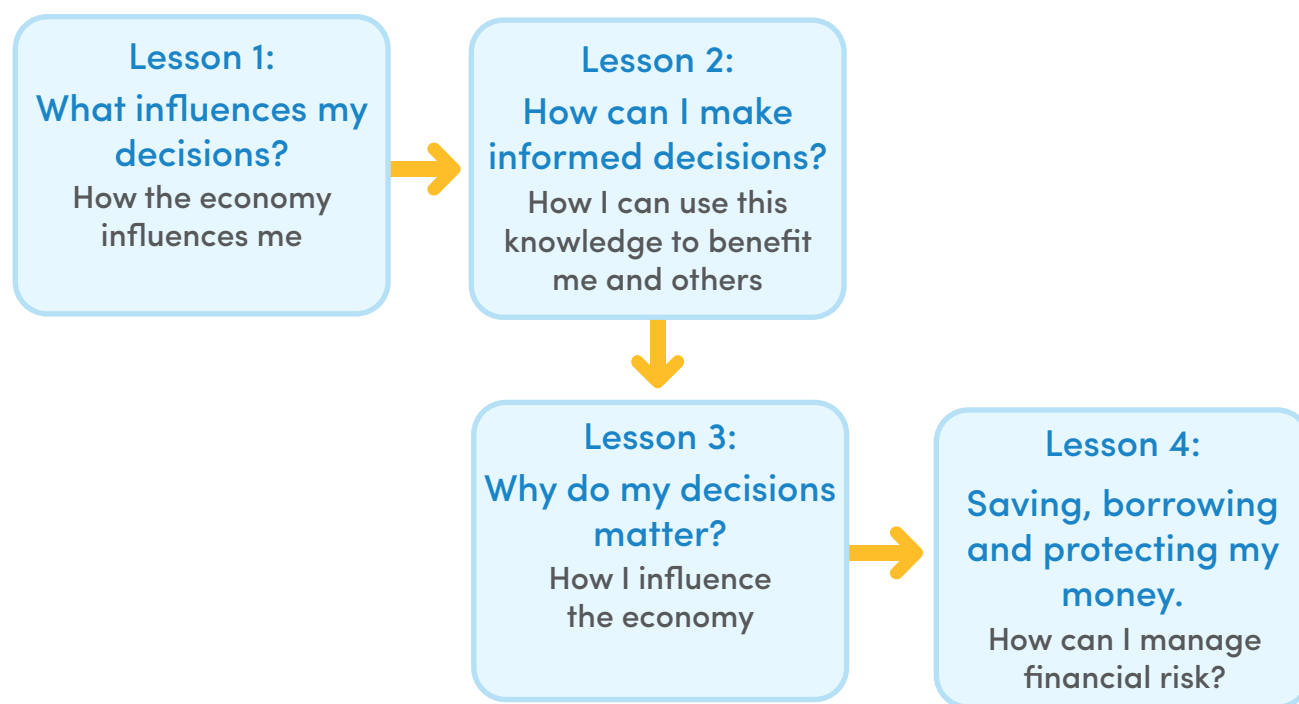 Lesson 1:
What influences my
decisions?
How the economy
influences me
Lesson 2:
How can I make
informed decisions?
How I can use this
knowledge to benefit
me and others
Lesson 3:
Why do my decisions
matter?
How I influence
the economy
Lesson 4:
Saving, borrowing
and protecting my
money.
How can I manage
financial risk?